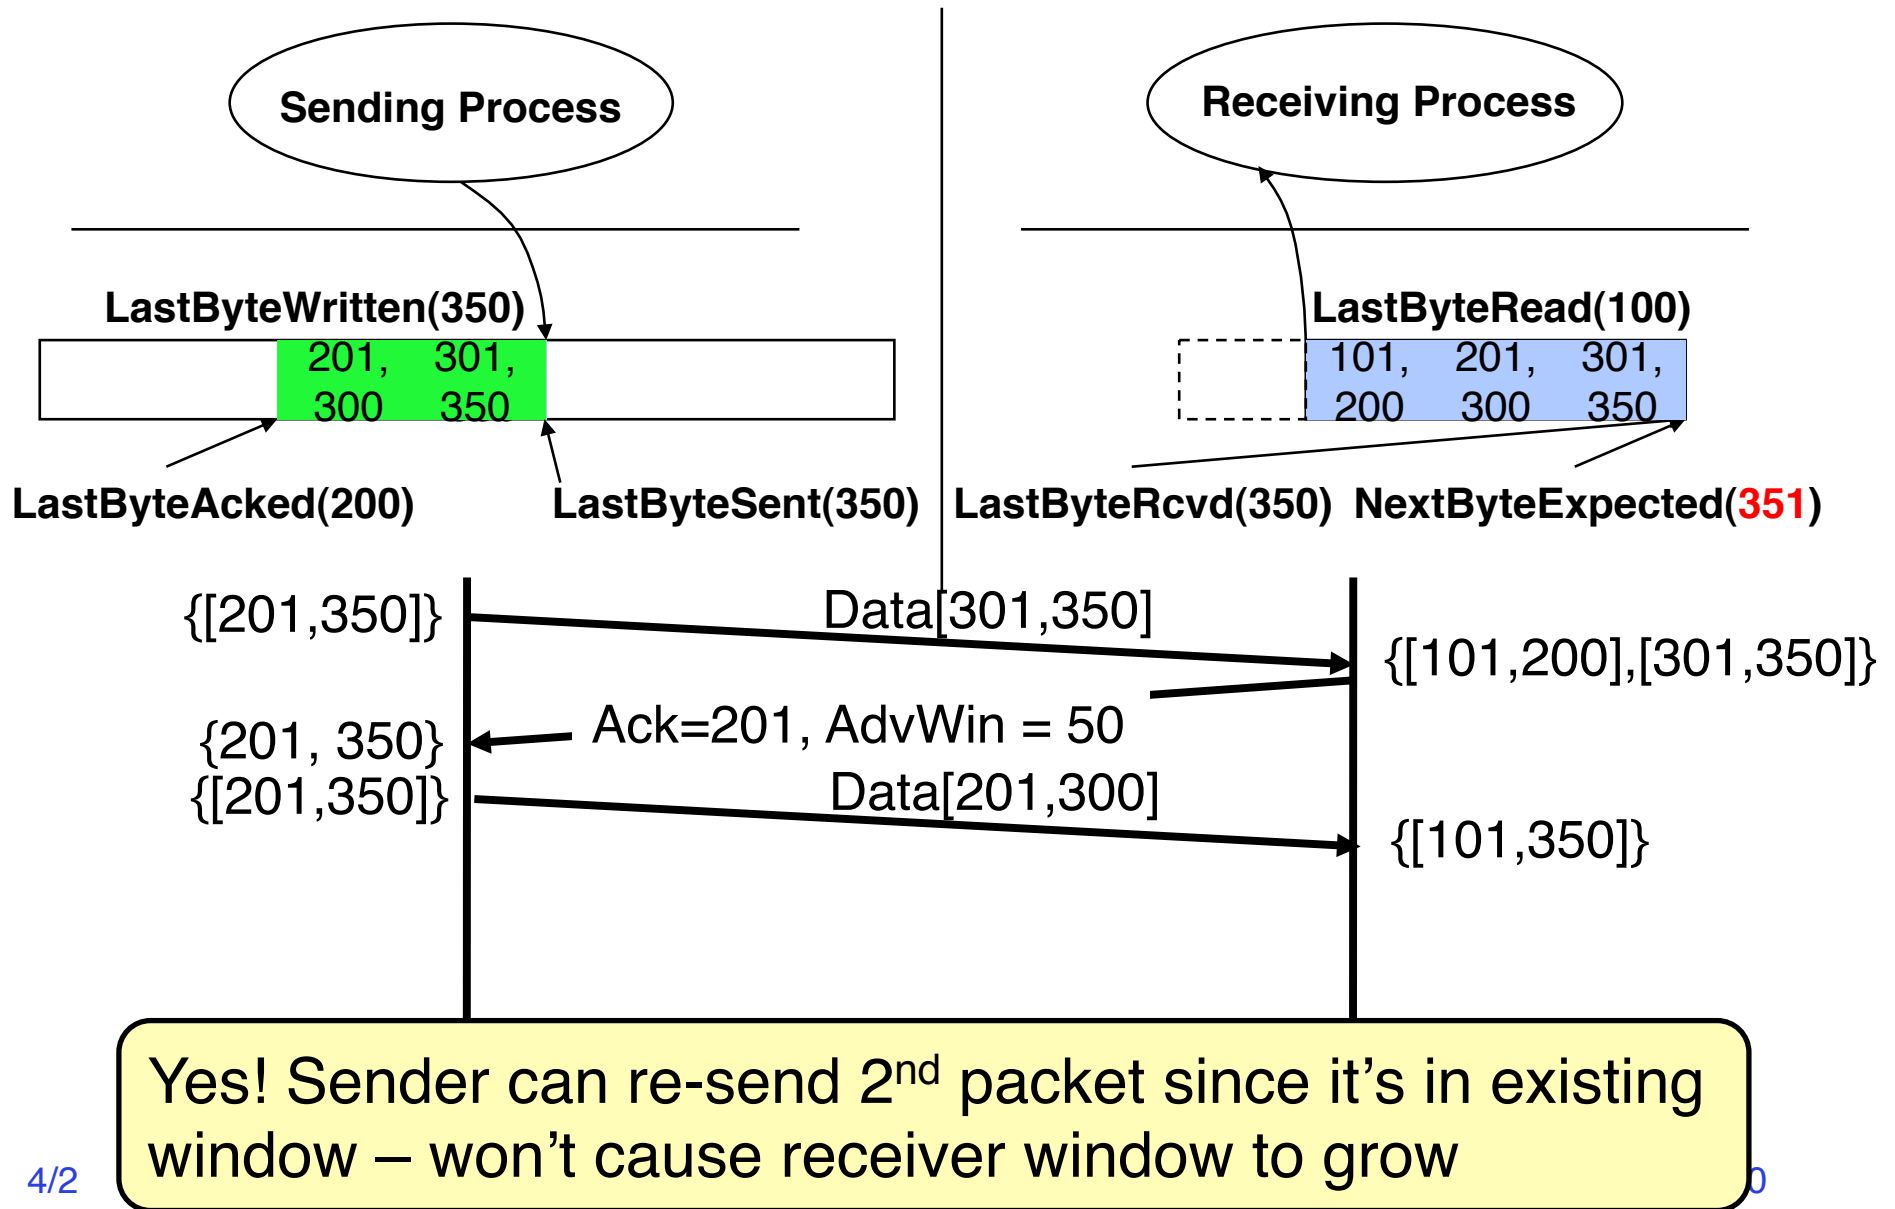 Sending Process
Receiving Process
LastByteWritten(350)
LastByteRead(100)
201, 301,
300 350
101, 201, 301,
200 300 350
LastByteAcked(200)
LastByteSent(350)
LastByteRcvd(350)
NextByteExpected(351)
{[201,350]}
Data[301,350]
{[101,200],[301,350]}
Ack=201, AdvWin = 50
{201, 350}
{[201,350]}
Data[201,300]
{[101,350]}
Yes! Sender can re-send 2nd packet since it’s in existing
window – won’t cause receiver window to grow
4/2
0